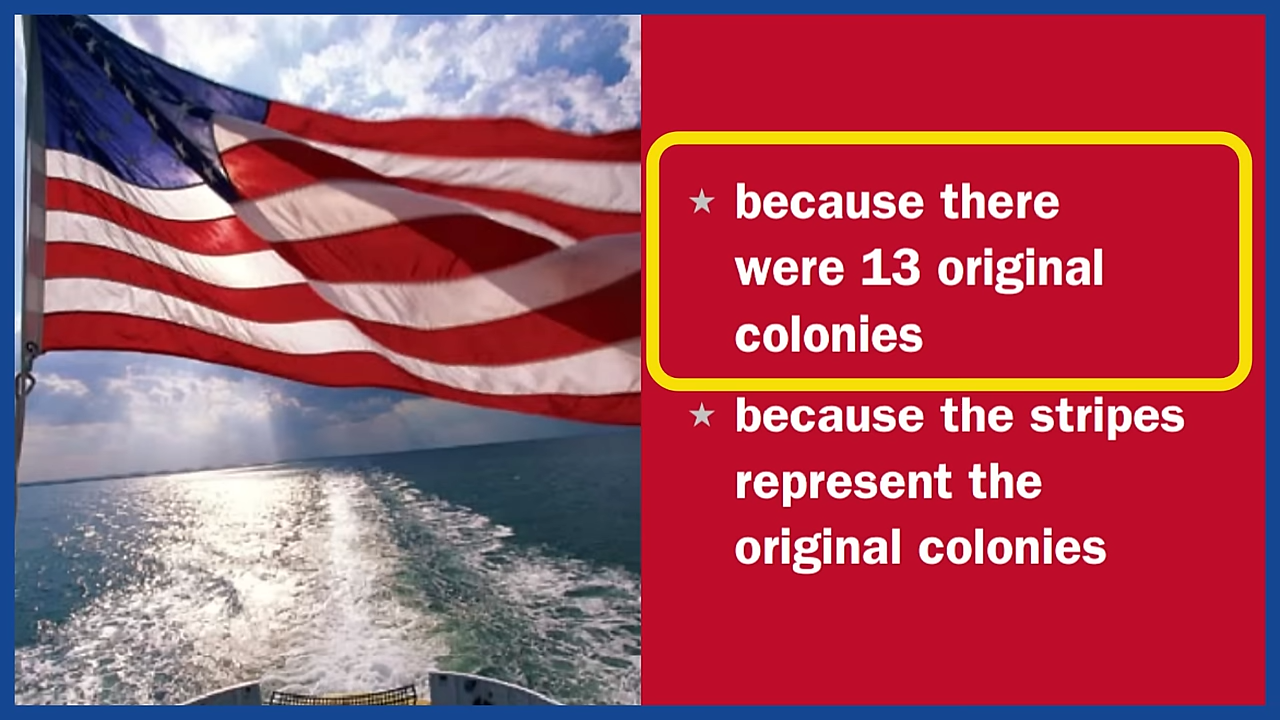 because there
were 13 original
colonies
because the stripes
represent the
original colonies